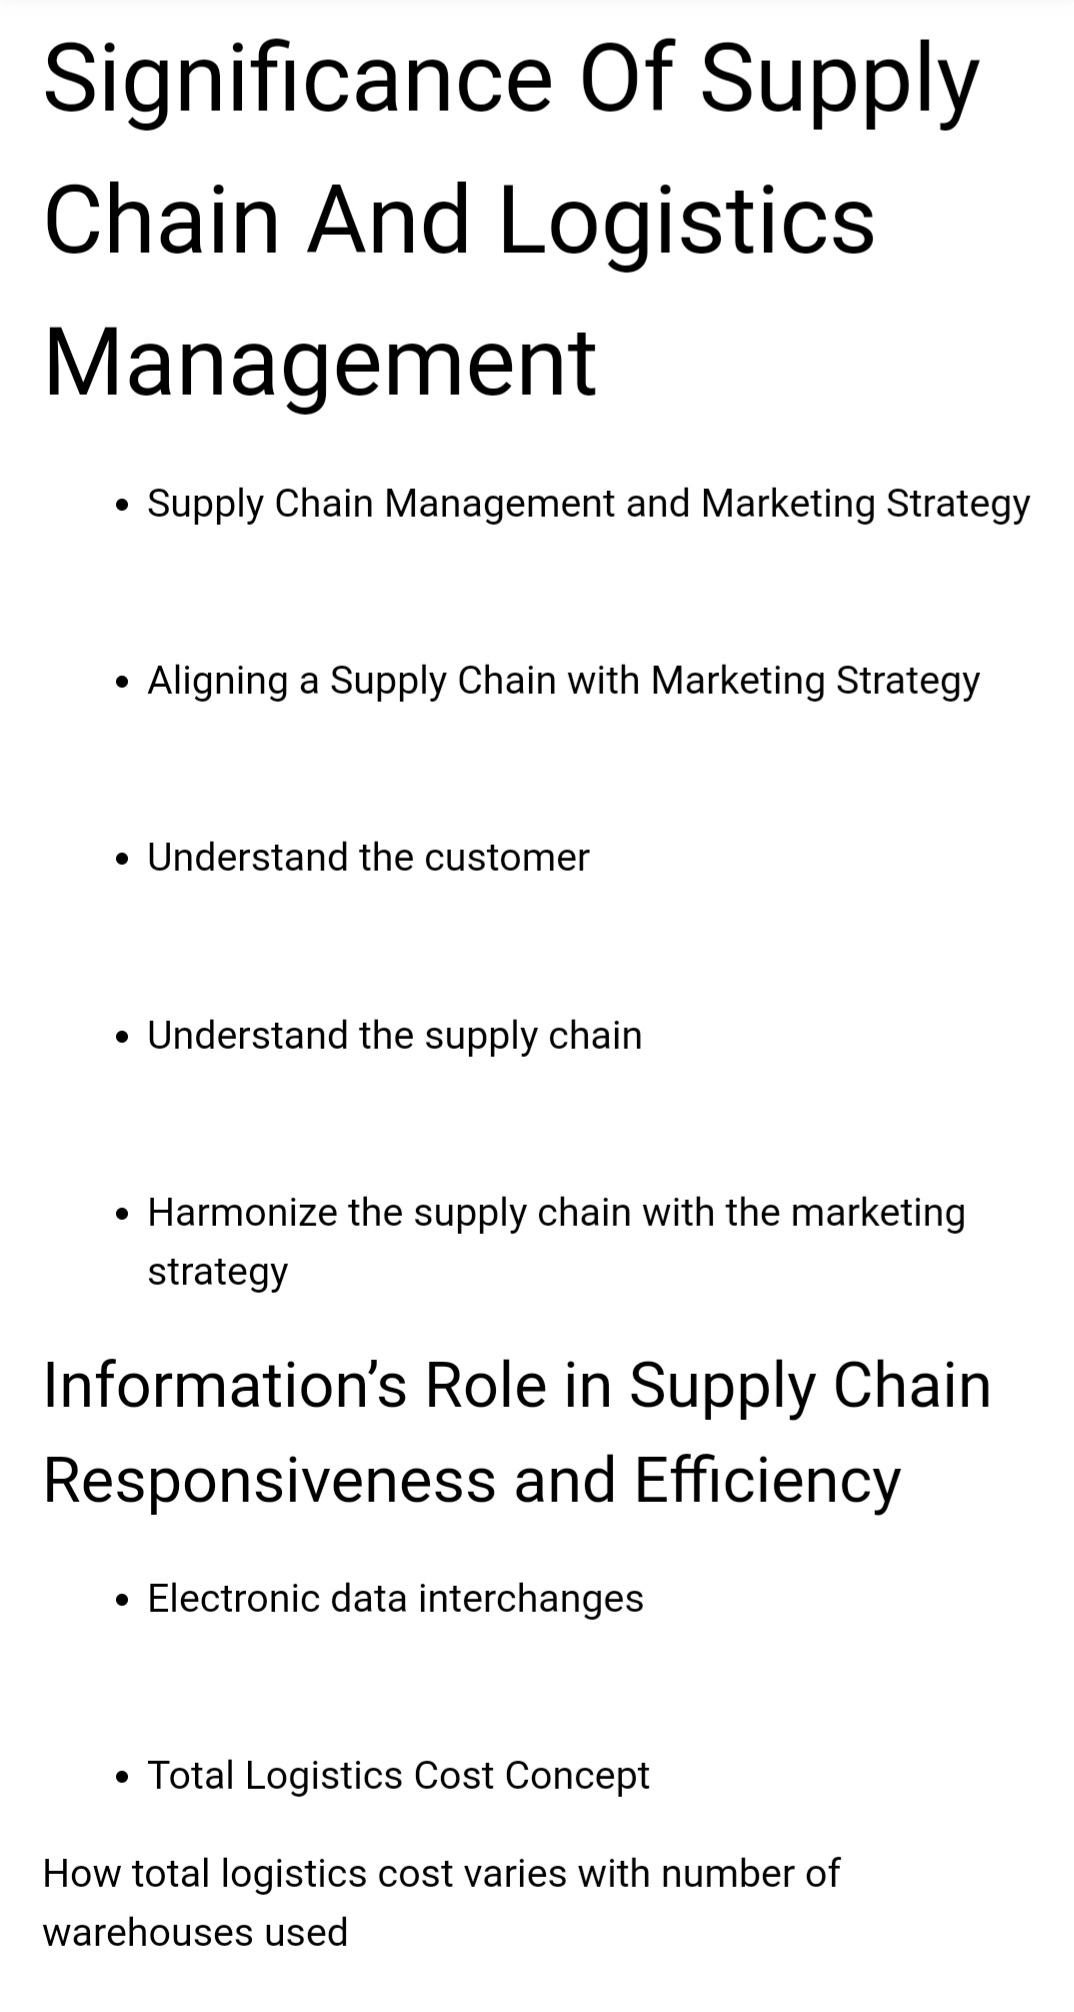 Significance Of Supply
Chain And Logistics
Management
• Supply Chain Management and Marketing Strategy
• Aligning a Supply Chain with Marketing Strategy
• Understand the customer
• Understand the supply chain
• Harmonize the supply chain with the marketing
strategy
Information’s Role in Supply Chain
Responsiveness and Efficiency
• Electronic data interchanges
• Total Logistics Cost Concept
How total logistics cost varies with number of
warehouses used